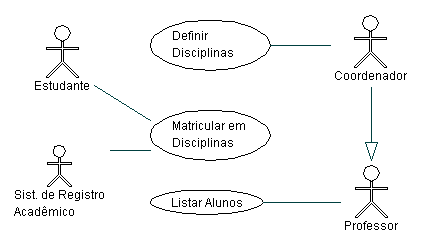 Definir
Disciplinas
Estudante
Coordenador
Matricular em
Disciplinas
Sist. de Registro
Acadêmico
Listar Alunos
Professor